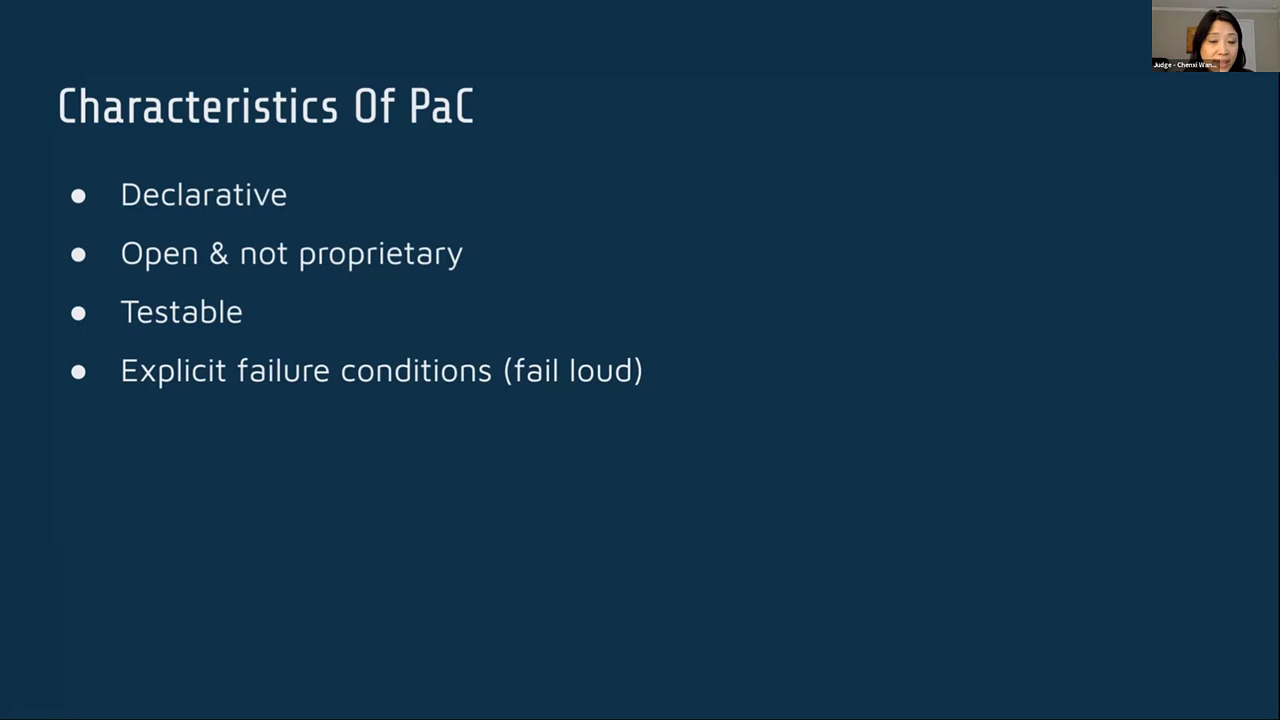 Judge - Chenxi Wan...
Characteristics Of PaC
● Declarative
● Open & not proprietary
● Testable
● Explicit failure conditions (fail loud)